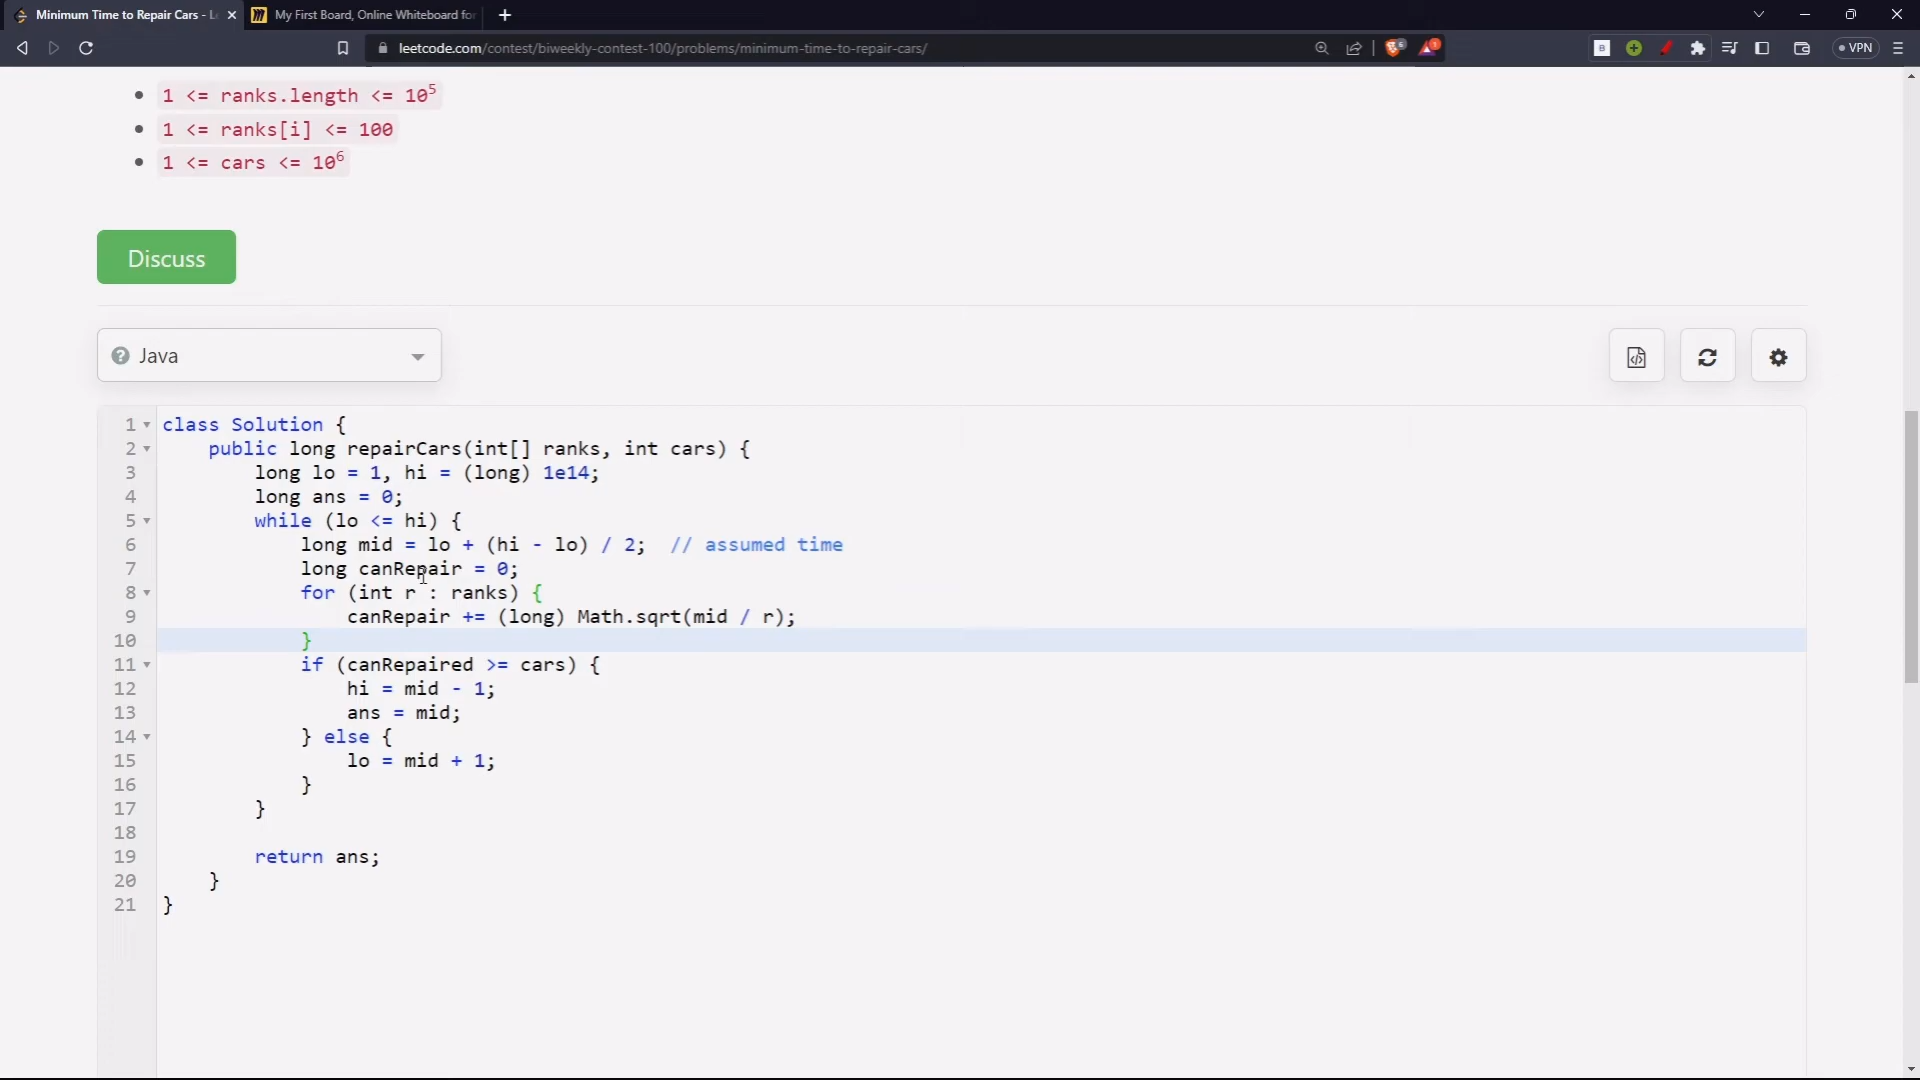 Minimum Time to Repair Cars - L
My First Board, Online Whiteboard for
leetcode.com/contest/biweekly-contest-100/problems/minimum-time-to-repair-cars/
6
1
B
VPN
1 <= ranks.length <= 10⁵
1 <= ranks[i] <= 100
1 <= cars <= 10⁶
Discuss
? Java
1 class Solution {
2 public long repairCars(int[] ranks, int cars) {
3 long lo = 1, hi = (long) 1e14;
4 long ans = 0;
5 while (lo <= hi) {
6 long mid = lo + (hi - lo) / 2; // assumed time
7 long canRepair = 0;
8 for (int r : ranks) {
9 canRepair += (long) Math.sqrt(mid / r);
10 }
11 if (canRepaired >= cars) {
12 hi = mid - 1;
13 ans = mid;
14 } else {
15 lo = mid + 1;
16 }
17 }
18
19 return ans;
20 }
21 }